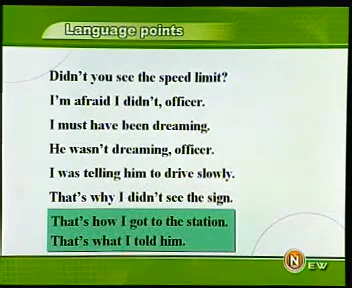 Language points
Didn't you see the speed limit?
I'm afraid I didn't, officer.
I must have been dreaming.
He wasn't dreaming, officer.
I was telling him to drive slowly.
That's why I didn't see the sign.
That's how I got to the station.
That's what I told him.
NEW